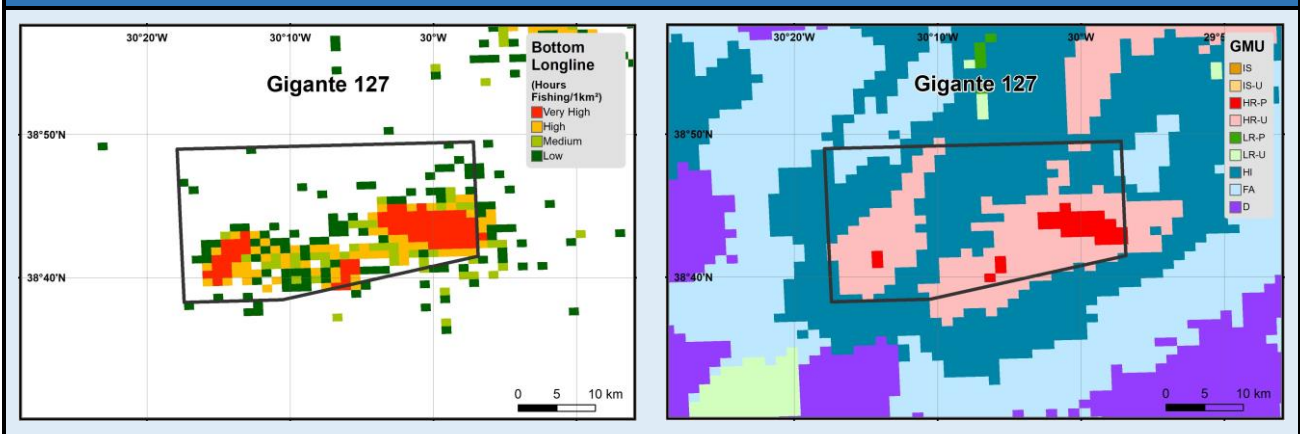 30°20'W 30°10'W 30°W
Gigante 127
Bottom
Longline
(Hours
Fishing/1km²)
Very High
High
Medium
Low
38°50'N
38°40'N
0 5 10 km
30°20'W 30°10'W 30°W
Gigante 127
GMU
IS
IS-U
HR-P
HR-U
LR-P
LR-U
HI
FA
D
38°50'N
38°40'N
0 5 10 km